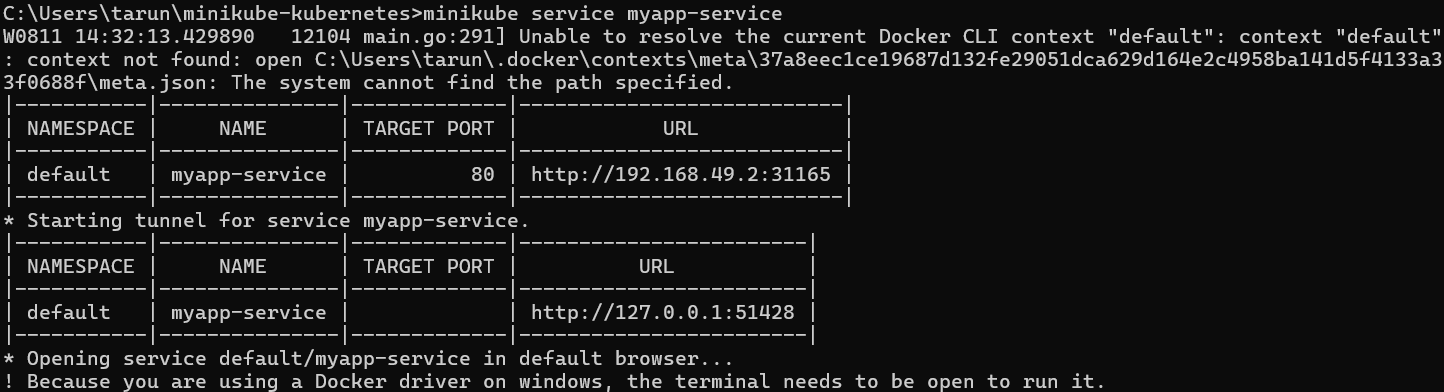 C:\Users\tarun\minikube-kubernetes>minikube service myapp-service
W0811 14:32:13.429890   12104 main.go:291] Unable to resolve the current Docker CLI context "default": context "default"
: context not found: open C:\Users\tarun\.docker\contexts\meta\37a8eec1ce19687d132fe29051dca629d164e2c4958ba141d5f4133a3
3f0688f\meta.json: The system cannot find the path specified.
|-----------|---------------|-------------|---------------------------|
| NAMESPACE |     NAME      | TARGET PORT |            URL            |
|-----------|---------------|-------------|---------------------------|
| default   | myapp-service |          80 | http://192.168.49.2:31165 |
|-----------|---------------|-------------|---------------------------|
* Starting tunnel for service myapp-service.
|-----------|---------------|-------------|------------------------|
| NAMESPACE |     NAME      | TARGET PORT |          URL           |
|-----------|---------------|-------------|------------------------|
| default   | myapp-service |             | http://127.0.0.1:51428 |
|-----------|---------------|-------------|------------------------|
* Opening service default/myapp-service in default browser...
! Because you are using a Docker driver on windows, the terminal needs to be open to run it.